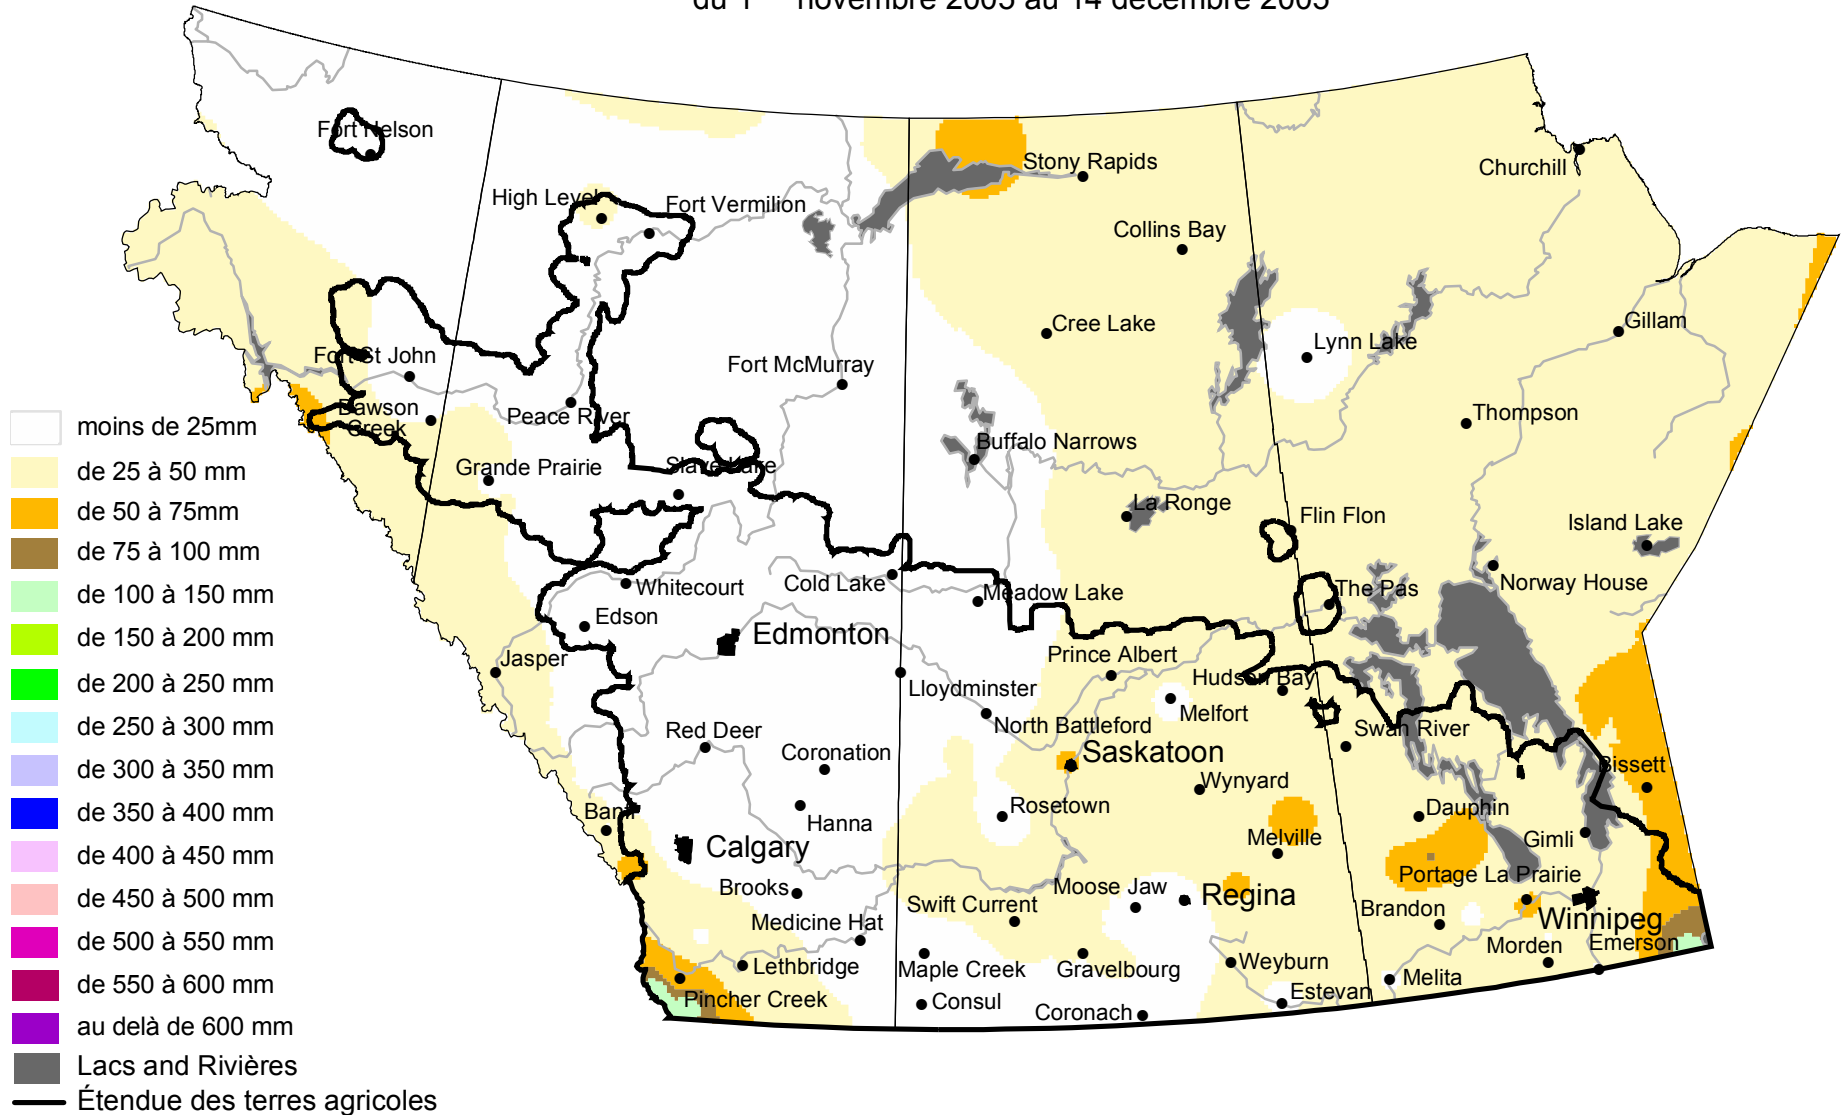 du 1 novembre 2005 au 14 décembre 2005
Fort Nelson
Stony Rapids
Churchill
High Level
Fort Vermilion
Collins Bay
Cree Lake
Gillam
Fort St John
Lynn Lake
Fort McMurray
Dawson
Creek
Peace River
Thompson
Buffalo Narrows
Grande Prairie
Slave Lake
La Ronge
Flin Flon
Island Lake
Whitecourt
Cold Lake
Meadow Lake
The Pas
Norway House
Edson
Edmonton
Jasper
Prince Albert
Hudson Bay
Lloydminster
Melfort
North Battleford
Red Deer
Swan River
Coronation
Saskatoon
Bissett
Wynyard
Banff
Hanna
Rosetown
Dauphin
Melville
Gimli
Calgary
Portage La Prairie
Brooks
Moose Jaw
Regina
Medicine Hat
Swift Current
Brandon
Winnipeg
Lethbridge
Maple Creek
Gravelbourg
Weyburn
Morden
Emerson
Pincher Creek
Consul
Coronach
Estevan
Melita
moins de 25mm
de 25 à 50 mm
de 50 à 75mm
de 75 à 100 mm
de 100 à 150 mm
de 150 à 200 mm
de 200 à 250 mm
de 250 à 300 mm
de 300 à 350 mm
de 350 à 400 mm
de 400 à 450 mm
de 450 à 500 mm
de 500 à 550 mm
de 550 à 600 mm
au delà de 600 mm
Lacs and Rivières
Étendue des terres agricoles